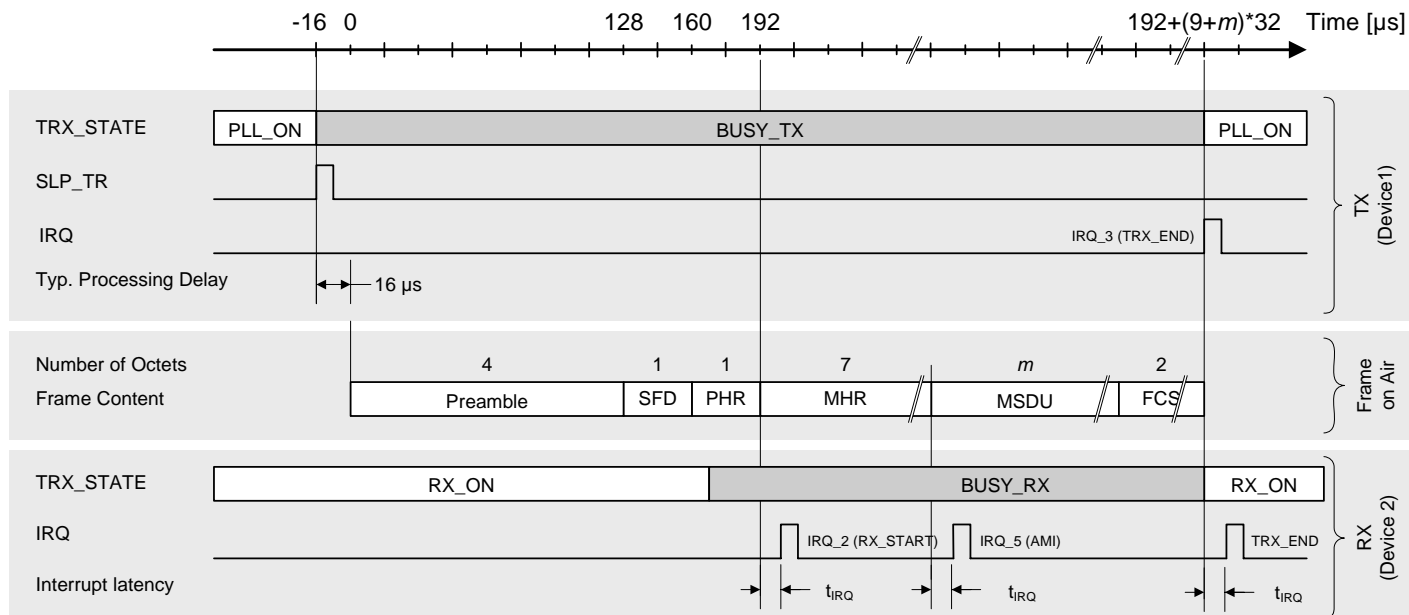 -16 0 128 160 192 192+(9+m)*32 Time [µs]
TRX_STATE PLL_ON BUSY_TX PLL_ON
SLP_TR
IRQ IRQ_3 (TRX_END)
Typ. Processing Delay 16 µs
TX
(Device1)
Number of Octets 4 1 1 7 m 2
Frame Content Preamble SFD PHR MHR MSDU FCS
Frame
on Air
TRX_STATE RX_ON BUSY_RX RX_ON
IRQ IRQ_2 (RX_START) IRQ_5 (AMI) TRX_END
Interrupt latency tIRQ tIRQ tIRQ
RX
(Device 2)